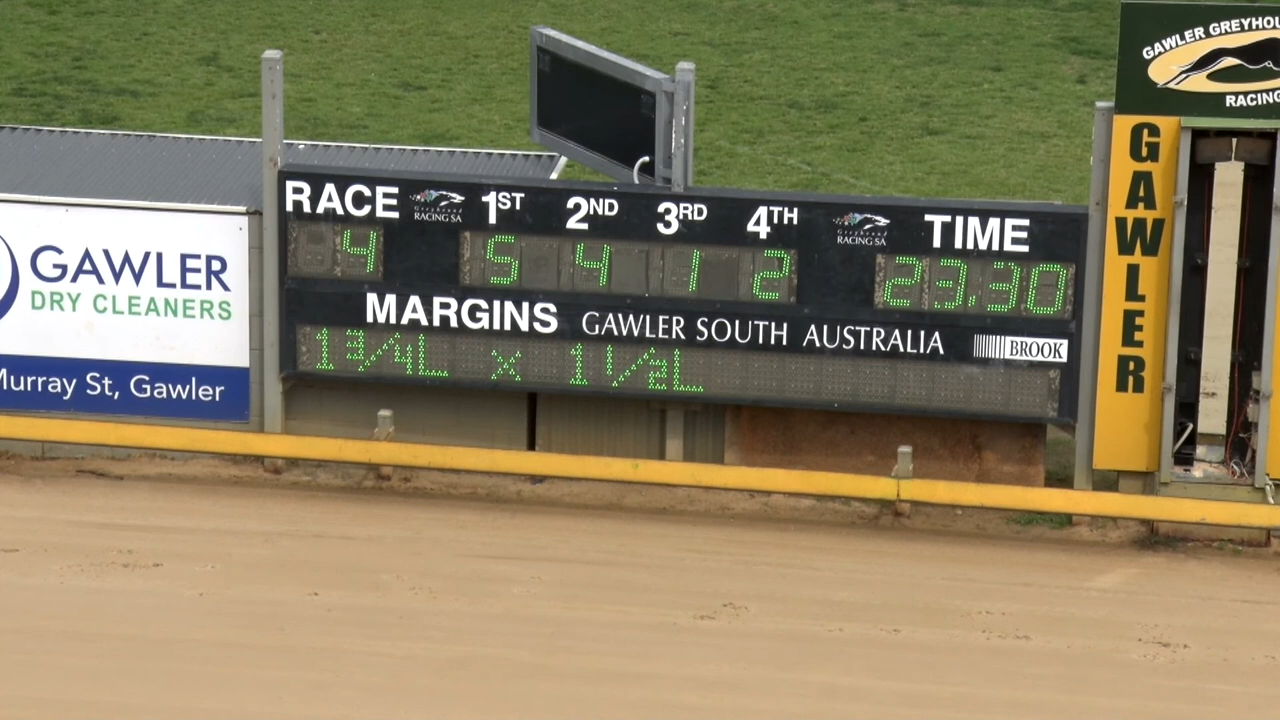 GAWLER GREYHOU
RACING
GAWLER
RACE 1ST 2ND 3RD 4TH TIME
Greyhound RACING SA
Greyhound RACING SA
4 5 4 1 2 23.30
MARGINS GAWLER SOUTH AUSTRALIA BROOK
1 3/4L x 1 1/2L
GAWLER
DRY CLEANERS
Murray St, Gawler